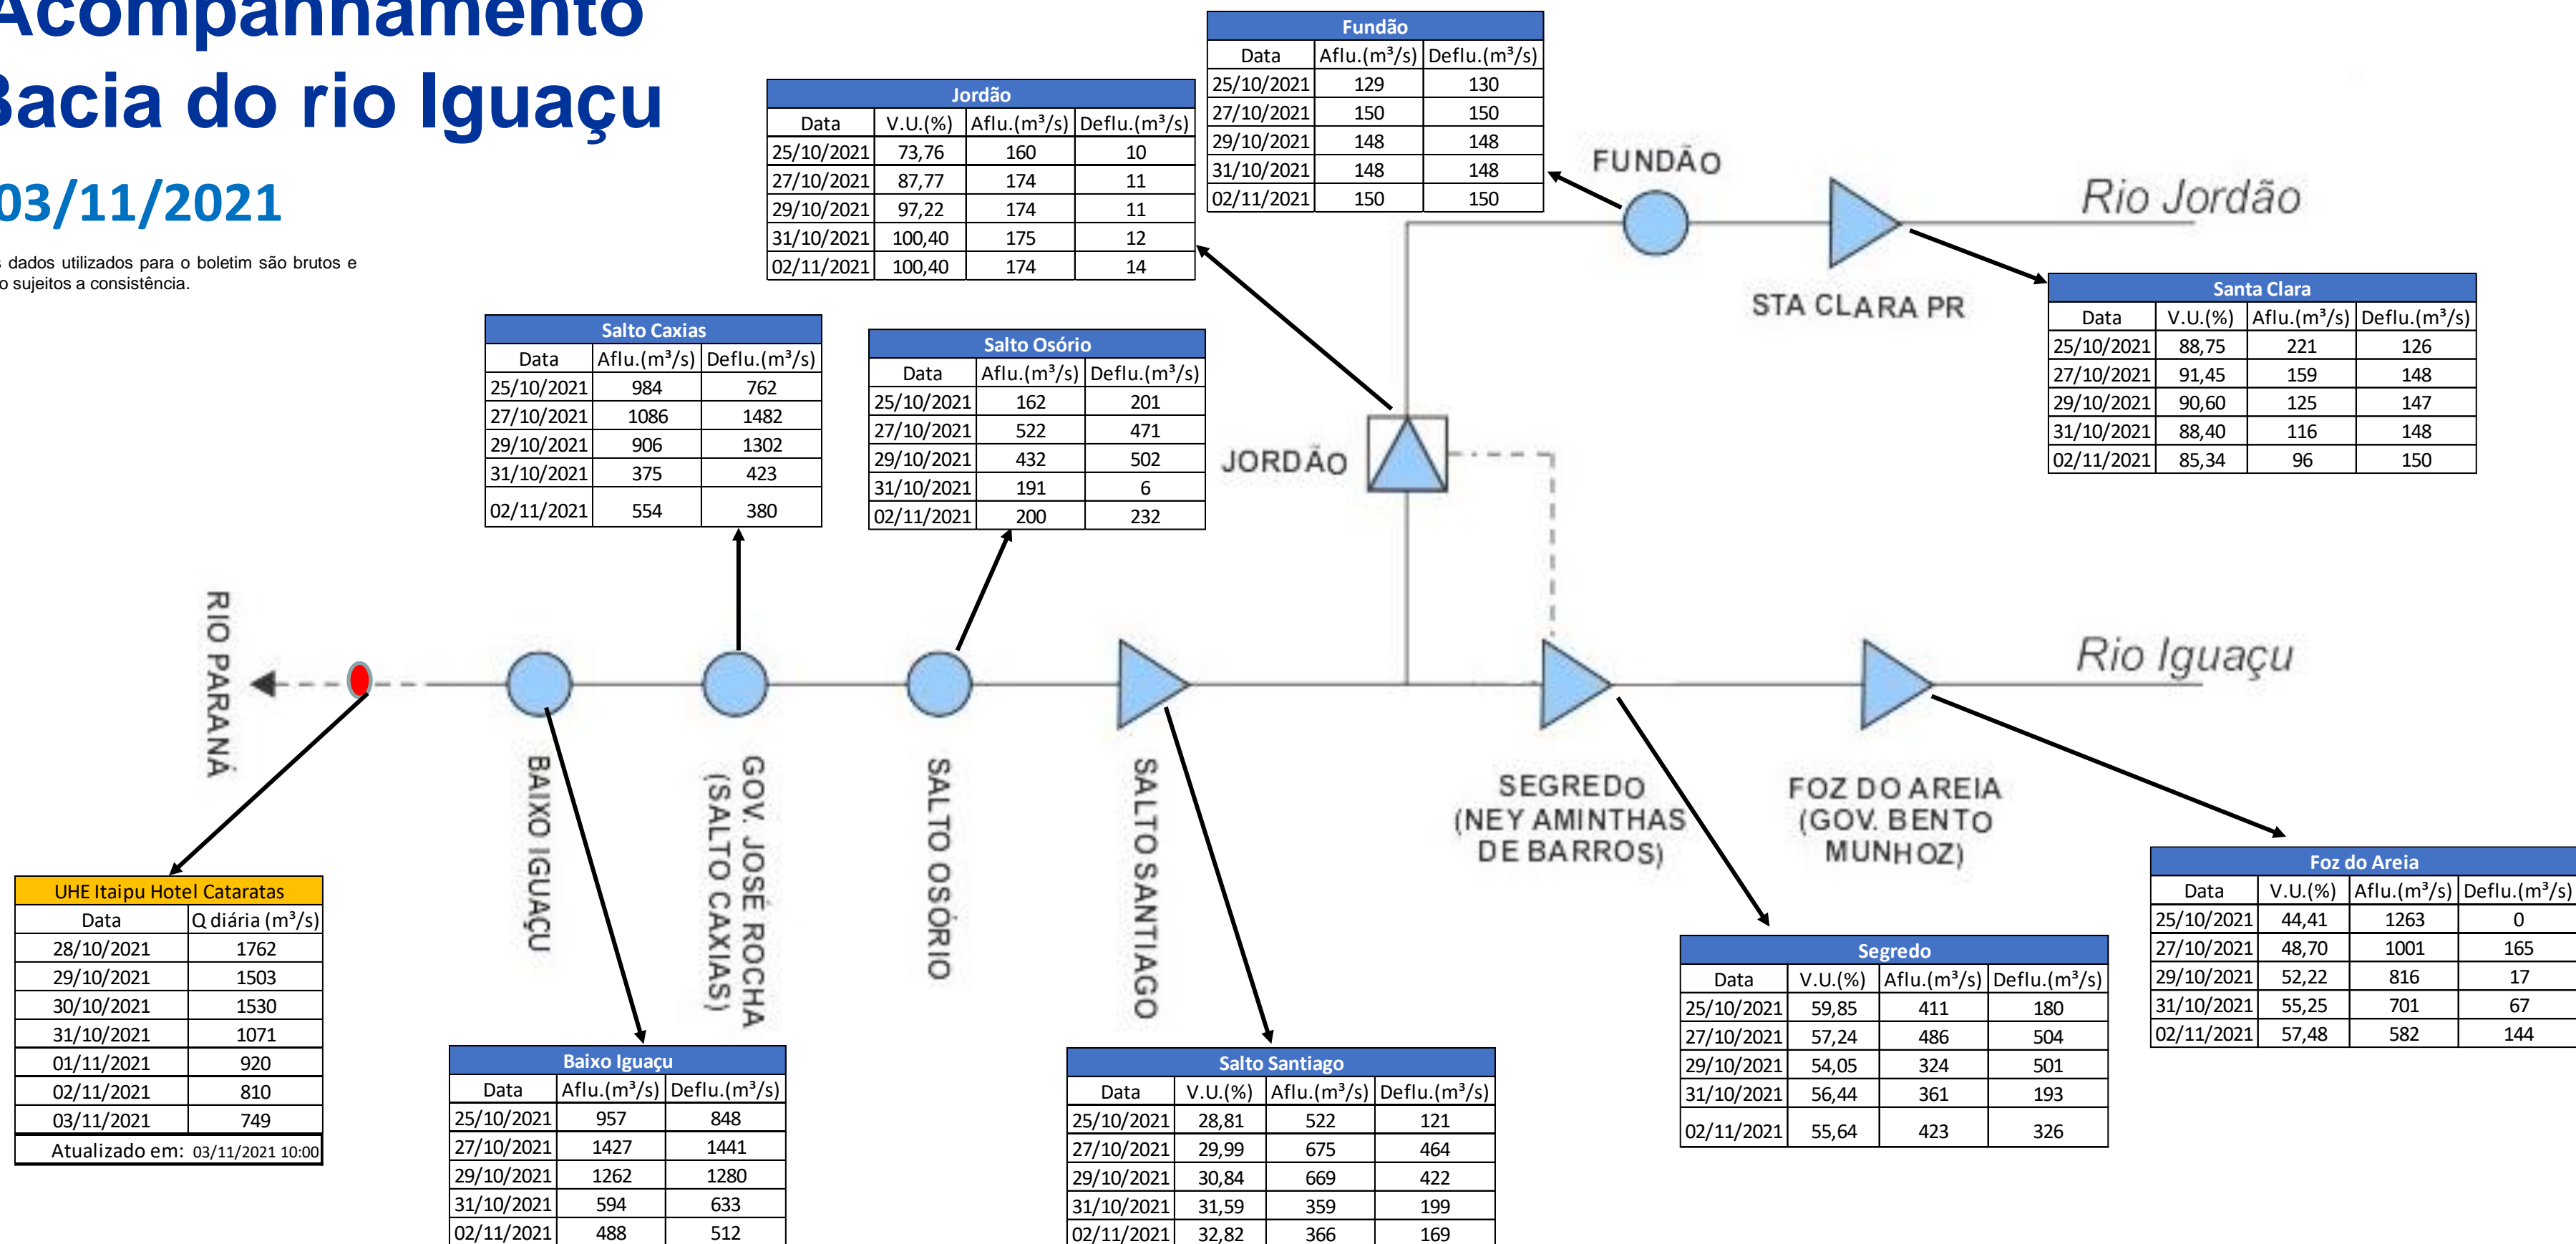 Acompanhamento
Bacia do rio Iguaçu
03/11/2021
s dados utilizados para o boletim são brutos e
o sujeitos a consistência.
Fundão
Data Aflu.(m³/s) Deflu.(m³/s)
25/10/2021 129 130
27/10/2021 150 150
29/10/2021 148 148
31/10/2021 148 148
02/11/2021 150 150
Jordão
Data V.U.(%) Aflu.(m³/s) Deflu.(m³/s)
25/10/2021 73,76 160 10
27/10/2021 87,77 174 11
29/10/2021 97,22 174 11
31/10/2021 100,40 175 12
02/11/2021 100,40 174 14
FUNDÃO
Rio Jordão
STA CLARA PR
Santa Clara
Data V.U.(%) Aflu.(m³/s) Deflu.(m³/s)
25/10/2021 88,75 221 126
27/10/2021 91,45 159 148
29/10/2021 90,60 125 147
31/10/2021 88,40 116 148
02/11/2021 85,34 96 150
Salto Caxias
Data Aflu.(m³/s) Deflu.(m³/s)
25/10/2021 984 762
27/10/2021 1086 1482
29/10/2021 906 1302
31/10/2021 375 423
02/11/2021 554 380
Salto Osório
Data Aflu.(m³/s) Deflu.(m³/s)
25/10/2021 162 201
27/10/2021 522 471
29/10/2021 432 502
31/10/2021 191 6
02/11/2021 200 232
JORDÃO
RIO PARANÁ
Rio Iguaçu
BAIXO IGUAÇU
GOV. JOSÉ ROCHA
(SALTO CAXIAS)
SALTO OSÓRIO
SALTO SANTIAGO
SEGREDO
(NEY AMINTHAS
DE BARROS)
FOZ DO AREIA
(GOV. BENTO
MUNHOZ)
UHE Itaipu Hotel Cataratas
Data Q diária (m³/s)
28/10/2021 1762
29/10/2021 1503
30/10/2021 1530
31/10/2021 1071
01/11/2021 920
02/11/2021 810
03/11/2021 749
Atualizado em: 03/11/2021 10:00
Baixo Iguaçu
Data Aflu.(m³/s) Deflu.(m³/s)
25/10/2021 957 848
27/10/2021 1427 1441
29/10/2021 1262 1280
31/10/2021 594 633
02/11/2021 488 512
Salto Santiago
Data V.U.(%) Aflu.(m³/s) Deflu.(m³/s)
25/10/2021 28,81 522 121
27/10/2021 29,99 675 464
29/10/2021 30,84 669 422
31/10/2021 31,59 359 199
02/11/2021 32,82 366 169
Segredo
Data V.U.(%) Aflu.(m³/s) Deflu.(m³/s)
25/10/2021 59,85 411 180
27/10/2021 57,24 486 504
29/10/2021 54,05 324 501
31/10/2021 56,44 361 193
02/11/2021 55,64 423 326
Foz do Areia
Data V.U.(%) Aflu.(m³/s) Deflu.(m³/s)
25/10/2021 44,41 1263 0
27/10/2021 48,70 1001 165
29/10/2021 52,22 816 17
31/10/2021 55,25 701 67
02/11/2021 57,48 582 144